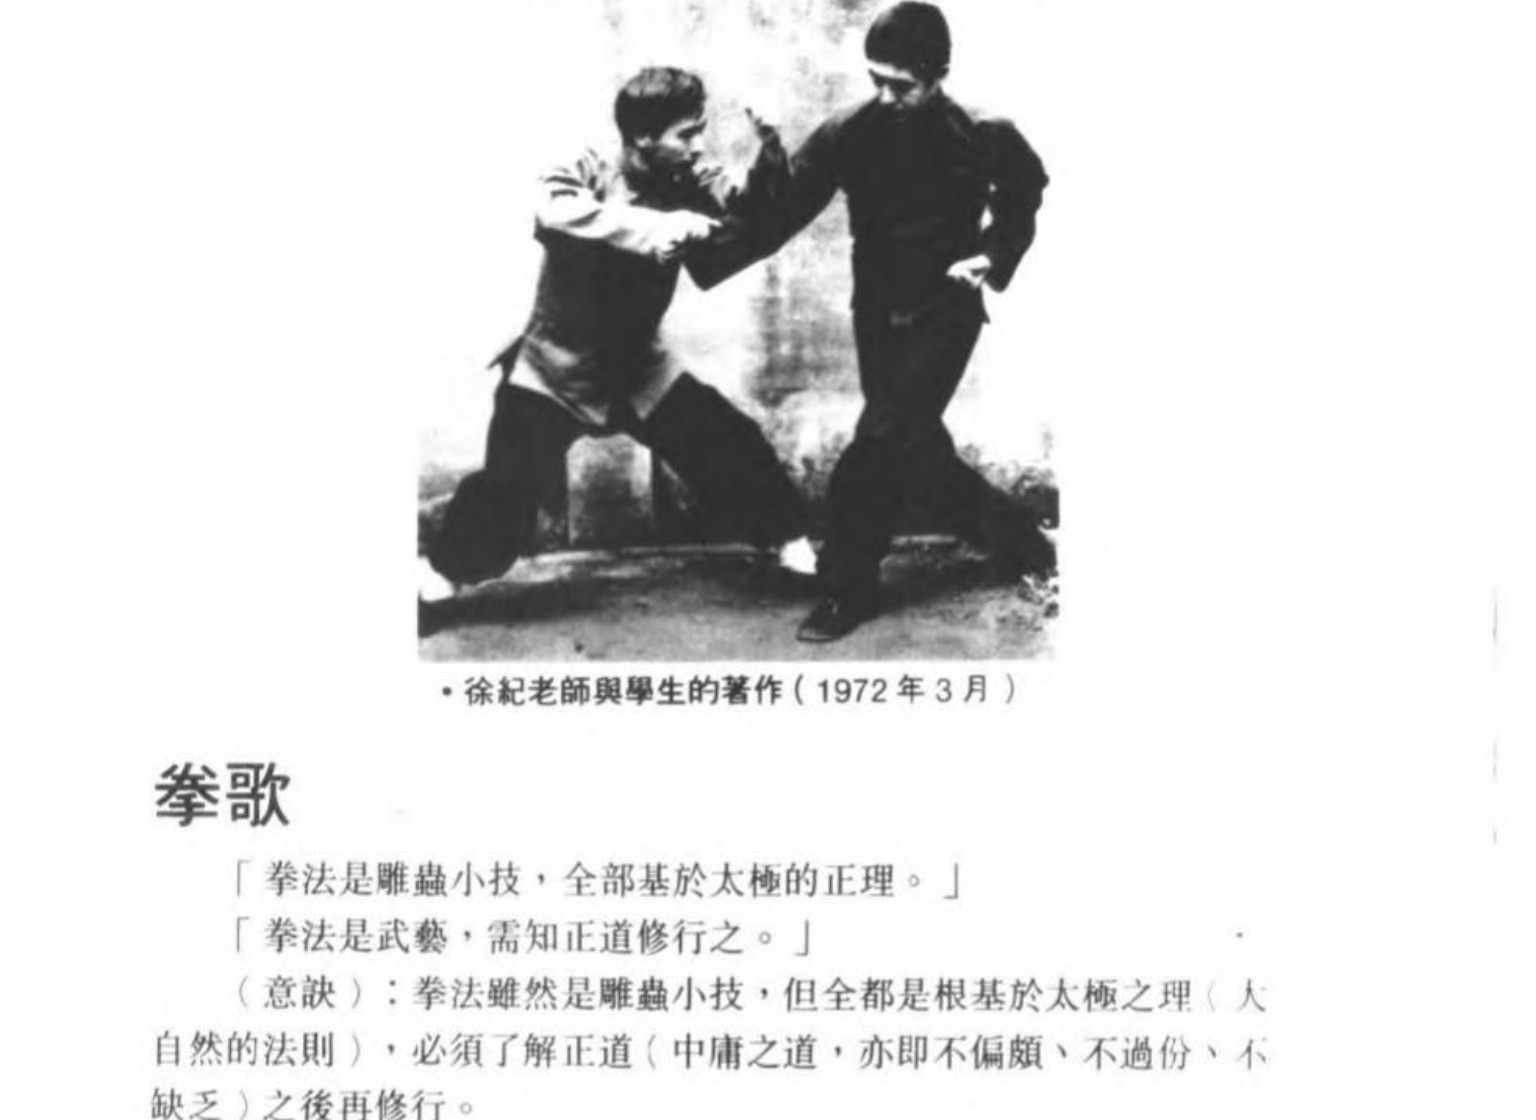 •徐紀老師與學生的著作（1972年3月）
拳歌
「拳法是雕蟲小技，全部基於太極的正理。」
「拳法是武藝，需知正道修行之。」
（意訣）：拳法雖然是雕蟲小技，但全都是根基於太極之理（大
自然的法則），必須了解正道（中庸之道，亦即不偏頗、不過份、不
缺乏）之後再修行。